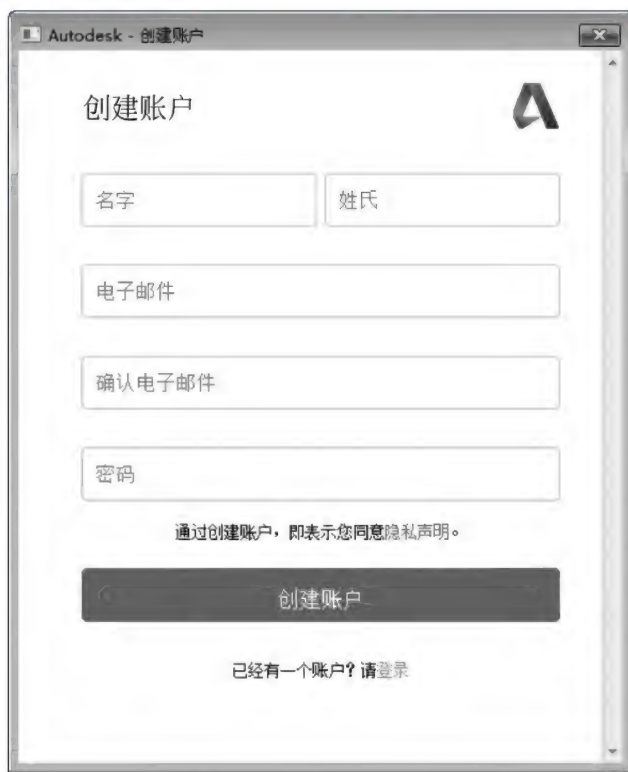 Autodesk - 创建账户
创建账户
名字 姓氏
电子邮件
确认电子邮件
密码
通过创建账户，即表示您同意隐私声明。
创建账户
已经有一个账户? 请登录